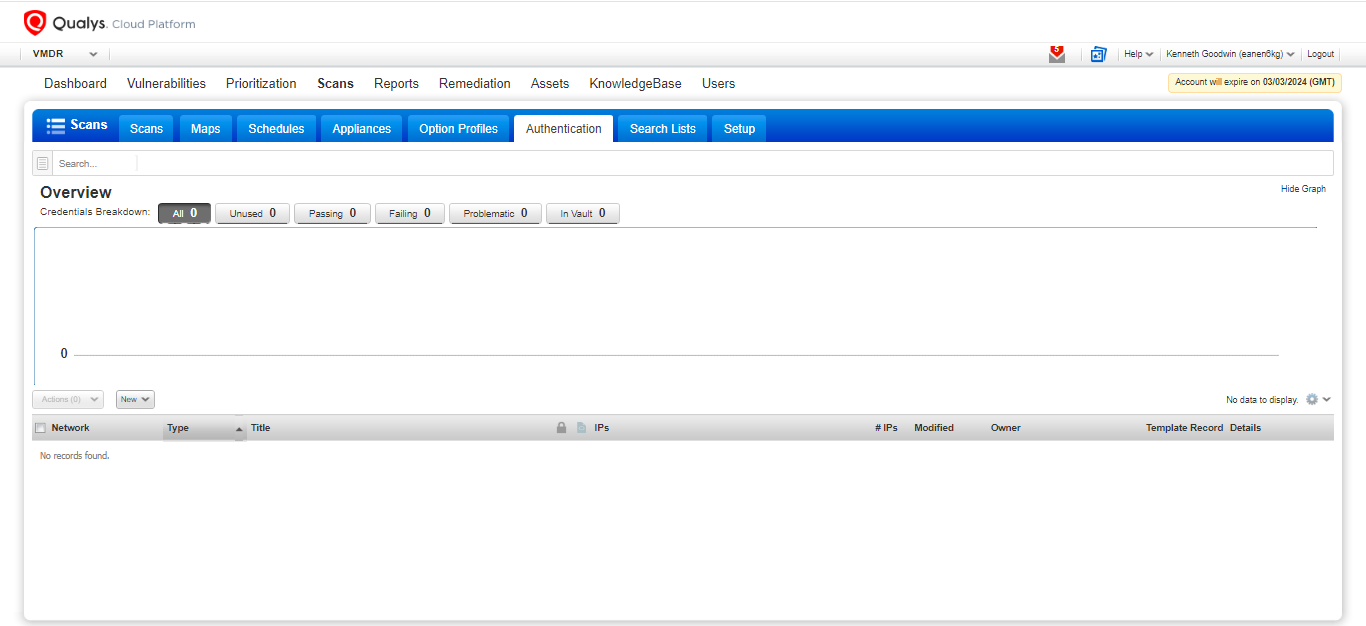 Qualys. Cloud Platform
VMDR
5
Help
Kenneth Goodwin (eanen6kg)
Logout
Dashboard Vulnerabilities Prioritization Scans Reports Remediation Assets KnowledgeBase Users
Account will expire on 03/03/2024 (GMT)
Scans Scans Maps Schedules Appliances Option Profiles Authentication Search Lists Setup
Search...
Overview
Hide Graph
Credentials Breakdown: All 0 Unused 0 Passing 0 Failing 0 Problematic 0 In Vault 0
0
Actions (0) New No data to display.
Network Type Title IPs # IPs Modified Owner Template Record Details
No records found.